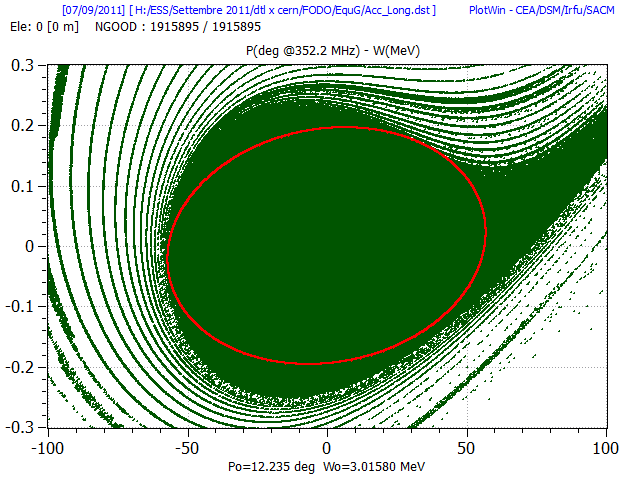 [07/09/2011] [ H:/ESS/Settembre 2011/dtl x cern/FODO/EquG/Acc_Long.dst ] PlotWin - CEA/DSM/Irfu/SACM
Ele: 0 [0 m] NGOOD : 1915895 / 1915895
P(deg @352.2 MHz) - W(MeV)
0.3
0.2
0.1
0
-0.1
-0.2
-0.3
-100 -50 0 50 100
Po=12.235 deg Wo=3.01580 MeV